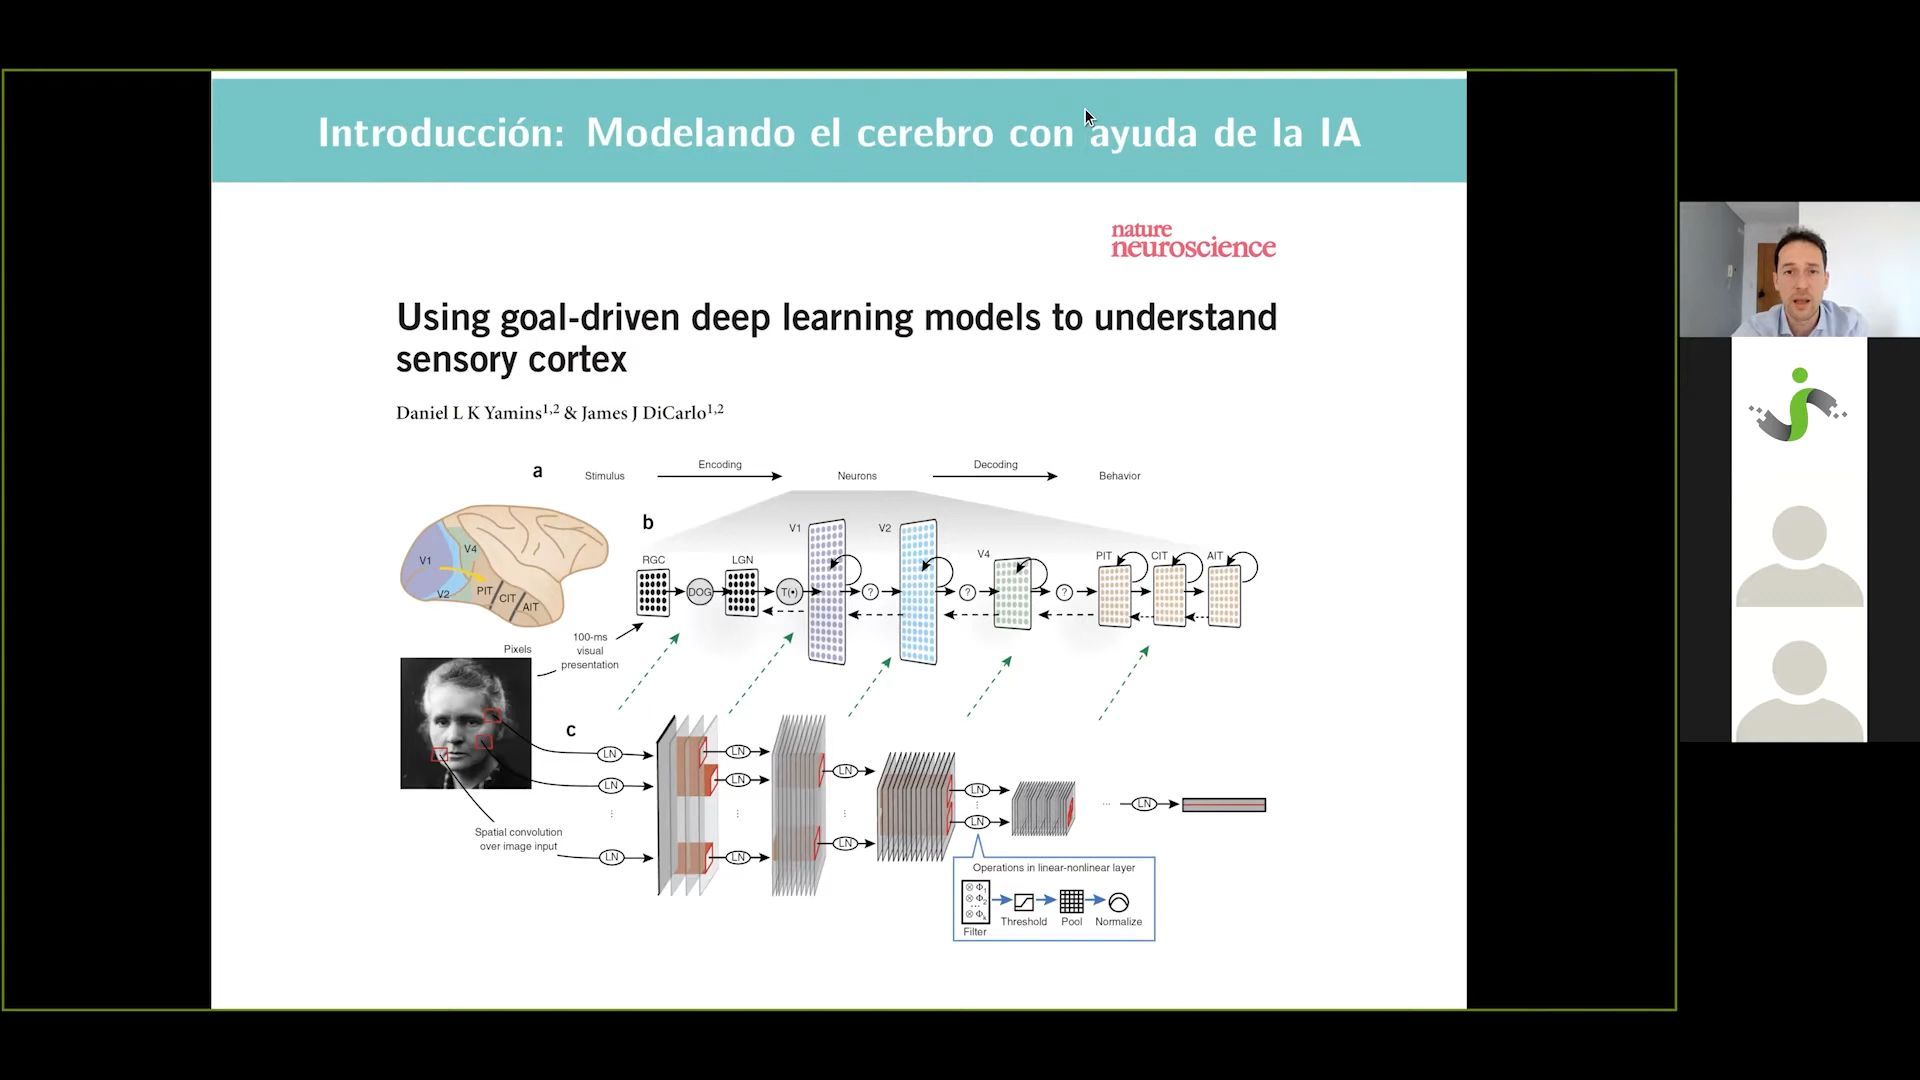 Introducción: Modelando el cerebro con ayuda de la IA
nature
neuroscience
Using goal-driven deep learning models to understand
sensory cortex
Daniel L K Yamins1,2 & James J DiCarlo1,2
a
Stimulus
Encoding
Neurons
Decoding
Behavior
b
V1
V2
V4
PIT
CIT
AIT
RGC
LGN
V1
V2
V4
PIT
CIT
AIT
DOG
T(•)
?
?
?
100-ms
visual
presentation
Pixels
c
LN
LN
LN
LN
LN
LN
LN
LN
LN
LN
... LN
Spatial convolution
over image input
Operations in linear-nonlinear layer
⊗ Φ1
⊗ Φ2
...
⊗ Φk
Filter
Threshold
Pool
Normalize